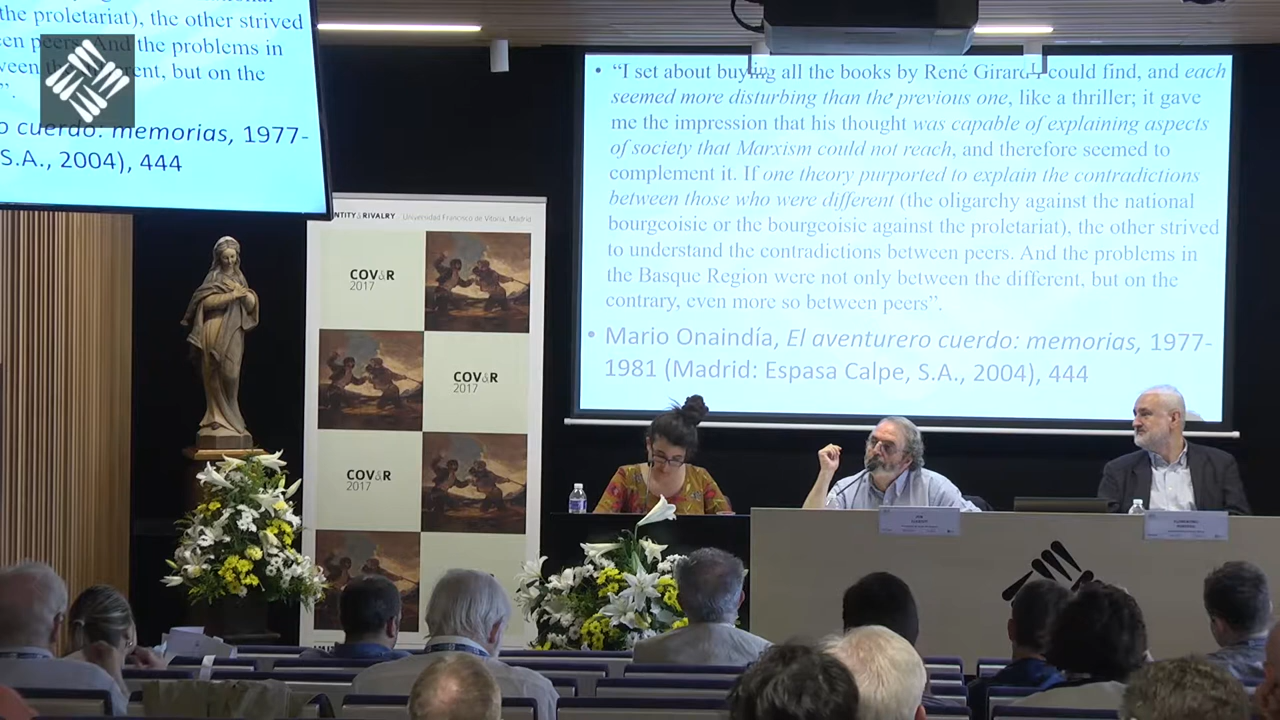 the proletariat), the other strived
een peers. And the problems in
ween the different, but on the
”.
o cuerdo: memorias, 1977-
S.A., 2004), 444
• “I set about buying all the books by René Girard I could find, and each
seemed more disturbing than the previous one, like a thriller; it gave
me the impression that his thought was capable of explaining aspects
of society that Marxism could not reach, and therefore seemed to
complement it. If one theory purported to explain the contradictions
between those who were different (the oligarchy against the national
bourgeoisie or the bourgeoisie against the proletariat), the other strived
to understand the contradictions between peers. And the problems in
the Basque Region were not only between the different, but on the
contrary, even more so between peers”.
• Mario Onaindía, El aventurero cuerdo: memorias, 1977-
1981 (Madrid: Espasa Calpe, S.A., 2004), 444
NTITY&RIVALRY Universidad Francisco de Vitoria, Madrid
COV&R
2017
COV&R
2017
COV&R
2017